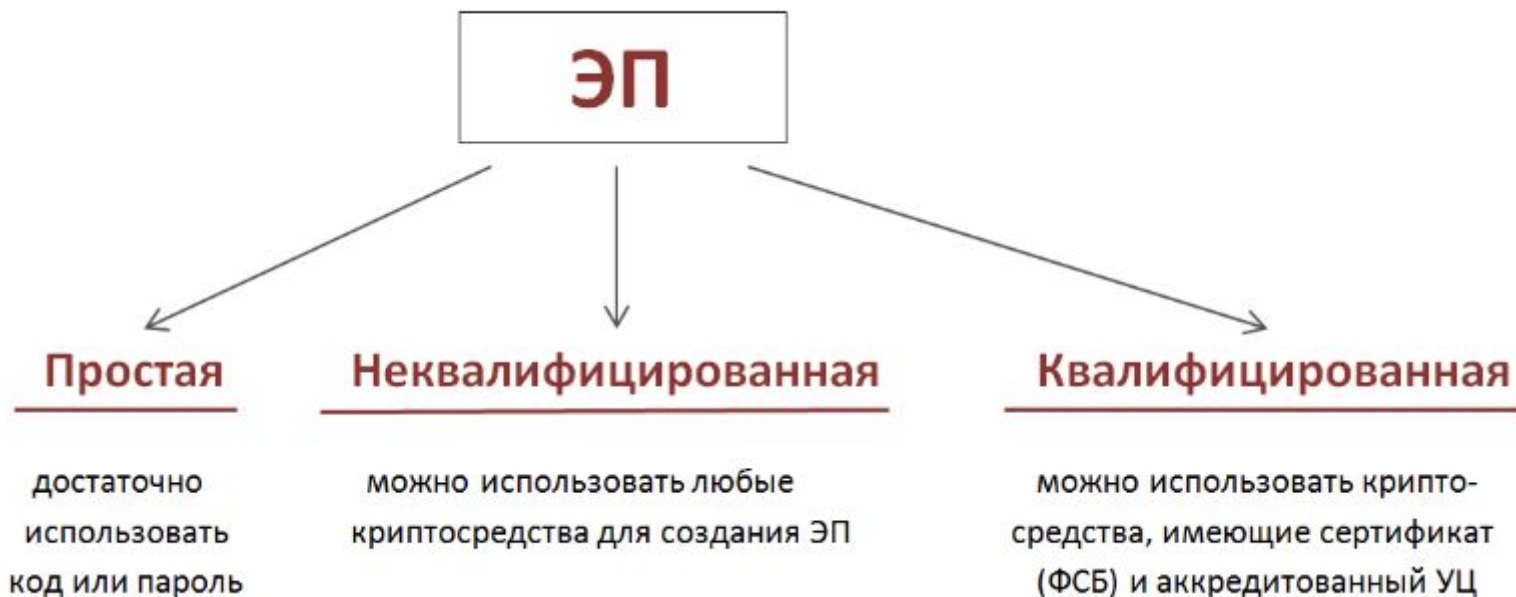 ЭП
Простая
Неквалифицированная
Квалифицированная
достаточно
использовать
код или пароль
можно использовать любые
криптосредства для создания ЭП
можно использовать крипто-
средства, имеющие сертификат
(ФСБ) и аккредитованный УЦ